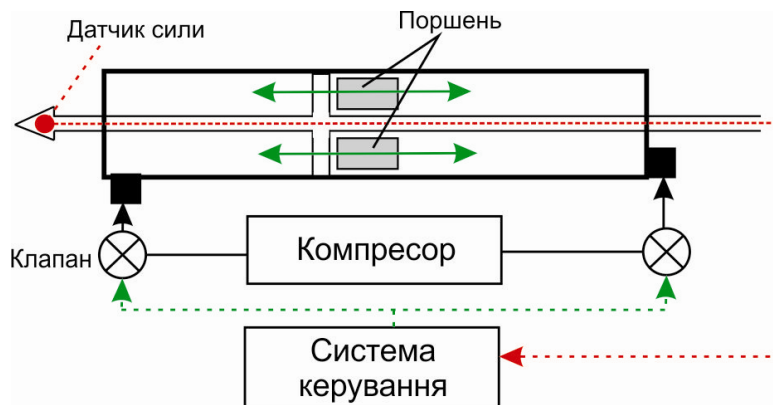 Поршень
Датчик сили
Клапан
Компресор
Система
керування